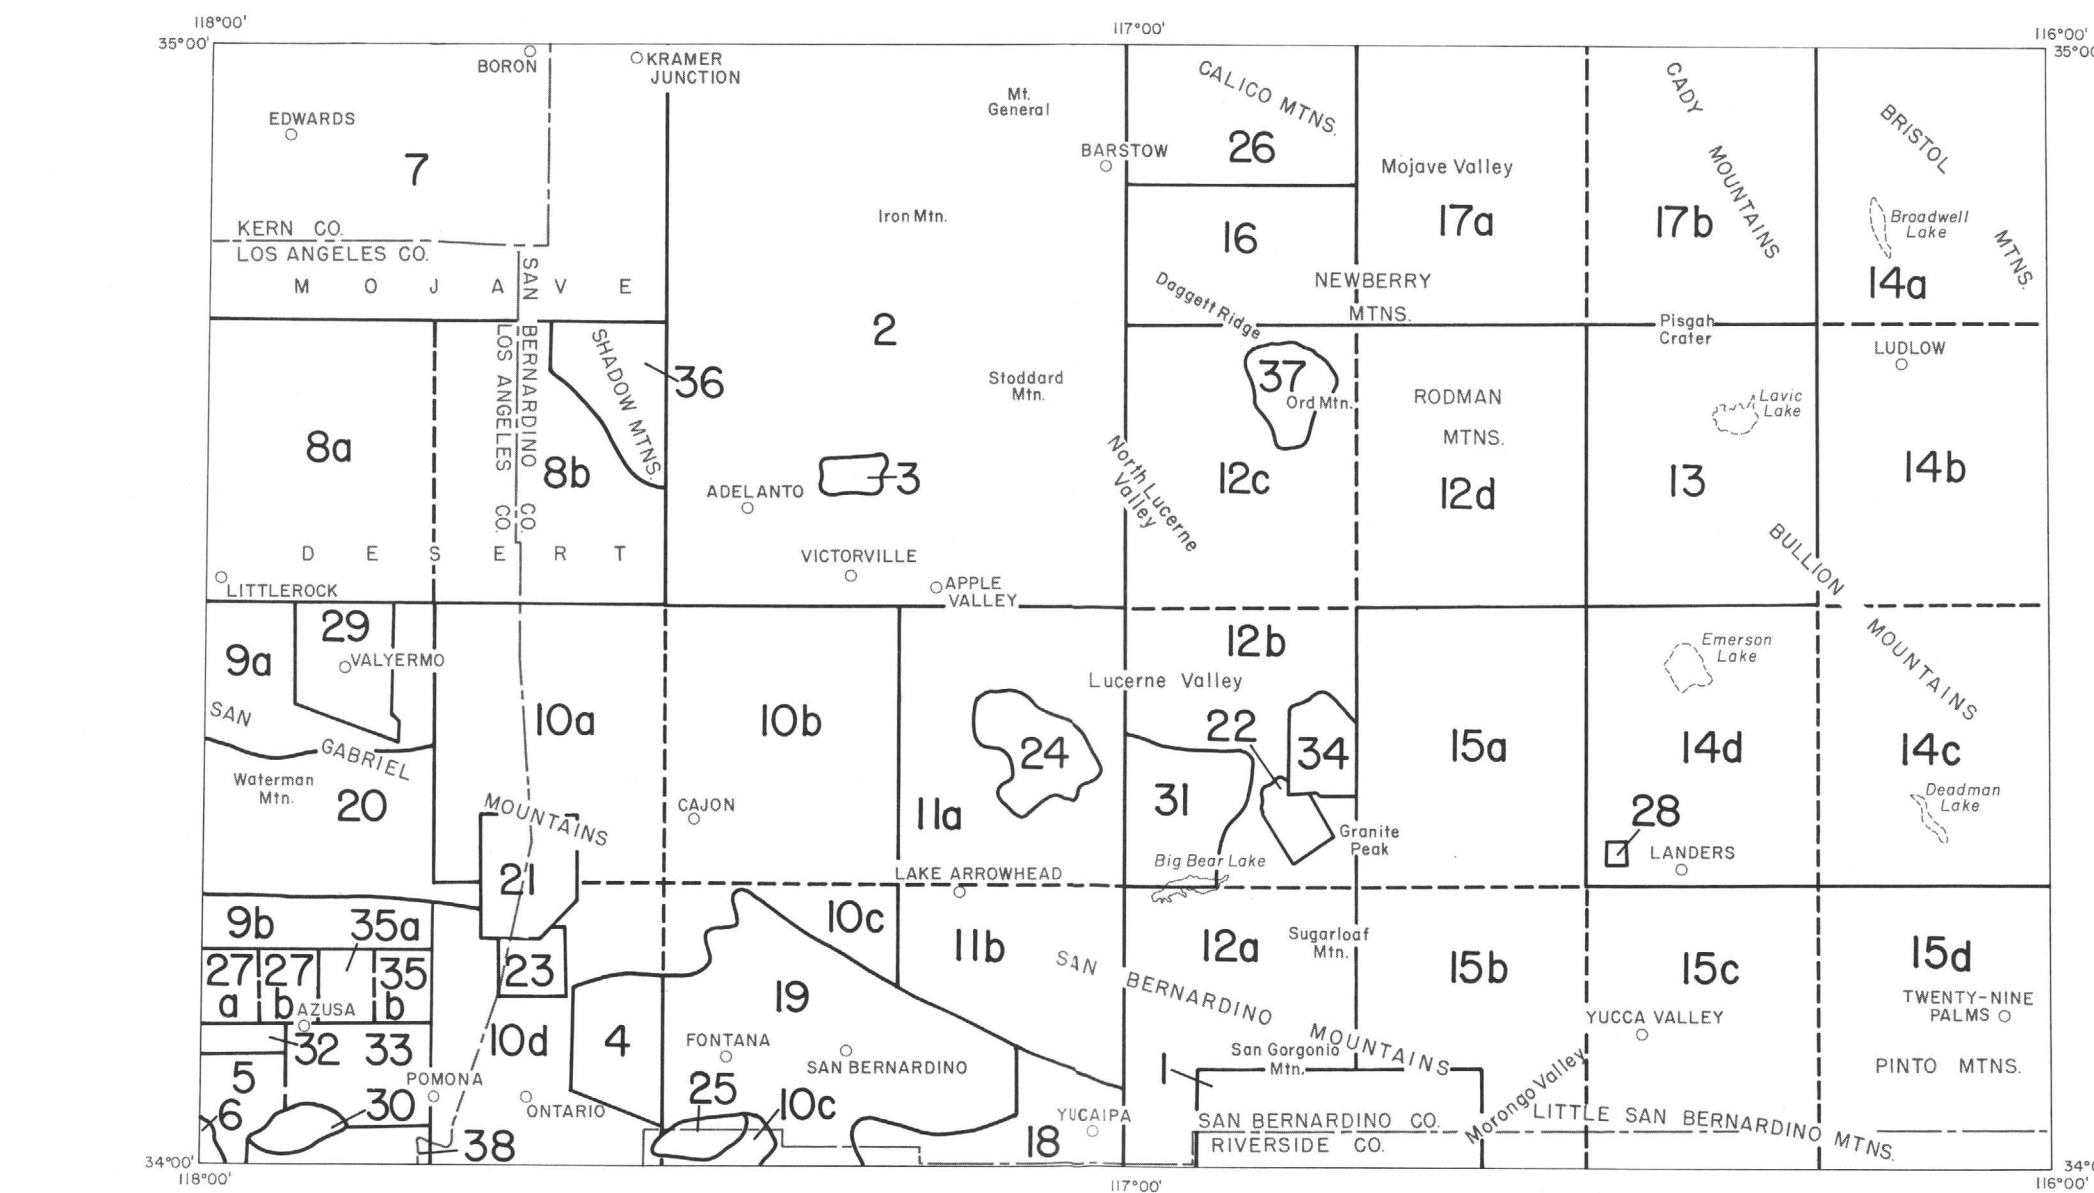 118°00'
117°00'
116°00'
35°00'
35°00
BORON
KRAMER
JUNCTION
EDWARDS
7
KERN CO.
LOS ANGELES CO.
MOJAVE
SAN BERNARDINO CO.
LOS ANGELES CO.
Mt.
General
BARSTOW
Iron Mtn.
2
CALICO MTNS.
26
16
Mojave Valley
17a
CADY MOUNTAINS
17b
BRISTOL MTNS.
Broadwell
Lake
14a
NEWBERRY
MTNS.
Daggett Ridge
Pisgah
Crater
LUDLOW
8a
8b
SHADOW MTNS.
36
Stoddard
Mtn.
3
ADELANTO
VICTORVILLE
APPLE
VALLEY
North Lucerne
Valley
37
Ord Mtn.
12c
RODMAN
MTNS.
12d
Lavic
Lake
13
14b
BULLION
MOUNTAINS
DESERT
LITTLEROCK
9a
29
VALYERMO
SAN
GABRIEL
MOUNTAINS
Waterman
Mtn.
20
10a
10b
CAJON
21
24
11a
LAKE ARROWHEAD
12b
Lucerne Valley
22
34
31
Granite
Peak
Big Bear Lake
15a
Emerson
Lake
14d
28
LANDERS
14c
Deadman
Lake
9b
35a
27
a
27
b
35
b
AZUSA
32
33
5
6
30
POMONA
38
23
10d
ONTARIO
4
10c
19
FONTANA
SAN BERNARDINO
25
10c
11b
SAN
BERNARDINO
MOUNTAINS
12a
Sugarloaf
Mtn.
15b
15c
15d
TWENTY-NINE
PALMS
YUCCA VALLEY
PINTO MTNS.
San Gorgonio
Mtn.
1
Morongo Valley
LITTLE SAN BERNARDINO MTNS.
YUCAIPA
18
SAN BERNARDINO CO.
RIVERSIDE CO.
34°00'
34°
118°00'
117°00'
116°00'